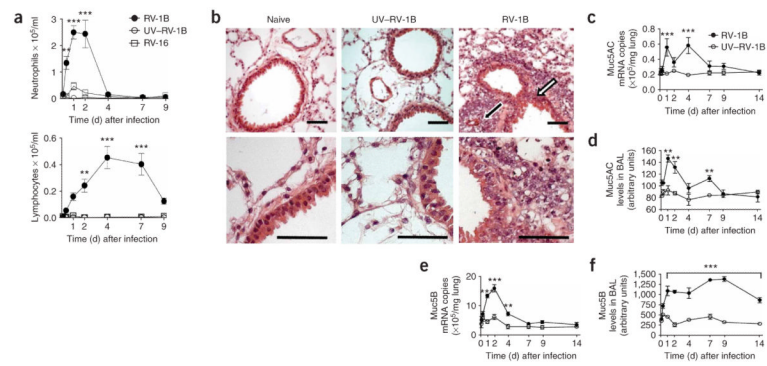 a
3.0
2.0
1.0
0
Neutrophils × 10⁵/ml
**
***
***
RV-1B
UV–RV-1B
RV-16
1 2 4 7 9
Time (d) after infection
0.6
0.4
0.2
0
Lymphocytes × 10⁵/ml
**
***
***
1 2 4 7 9
Time (d) after infection
b
Naive UV–RV-1B RV-1B
c
0.8
0.6
0.4
0.2
0
Muc5AC
mRNA copies
(×10⁵/mg lung)
*** ***
RV-1B
UV–RV-1B
0 1 2 4 7 9 14
Time (d) after infection
d
160
140
120
100
80
60
Muc5AC
levels in BAL
(arbitrary units)
**
**
**
0 1 2 4 7 9 14
Time (d) after infection
e
20
15
10
5
0
Muc5B
mRNA copies
(×10⁵/mg lung)
***
***
**
0 1 2 4 7 9 14
Time (d) after infection
f
1,500
1,250
1,000
750
500
250
0
Muc5B
levels in BAL
(arbitrary units)
***
0 1 2 4 7 9 14
Time (d) after infection